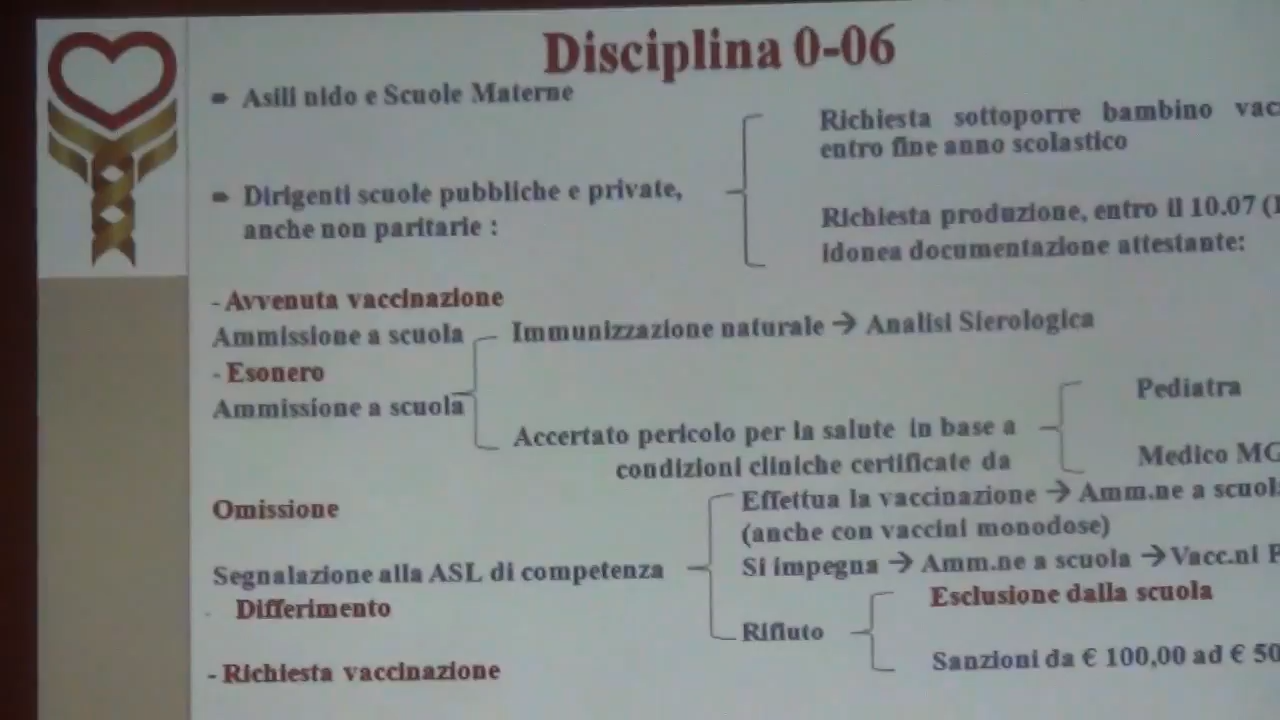 Disciplina 0-06
Asili nido e Scuole Materne
Richiesta sottoporre bambino
entro fine anno scolastico
Dirigenti scuole pubbliche e private,
anche non paritarie :
Richiesta produzione, entro il 10.07
idonea documentazione attestante:
- Avvenuta vaccinazione
Ammissione a scuola
Immunizzazione naturale → Analisi Sierologica
- Esonero
Ammissione a scuola
Accertato pericolo per la salute in base a
condizioni cliniche certificate da
Pediatra
Medico
Omissione
Effettua la vaccinazione → Amm.ne a
(anche con vaccini monodose)
Segnalazione alla ASL di competenza
Si impegna → Amm.ne a scuola → Vacc.ni
- Differimento
Rifiuto
Esclusione dalla scuola
Sanzioni da € 100,00 ad €
- Richiesta vaccinazione